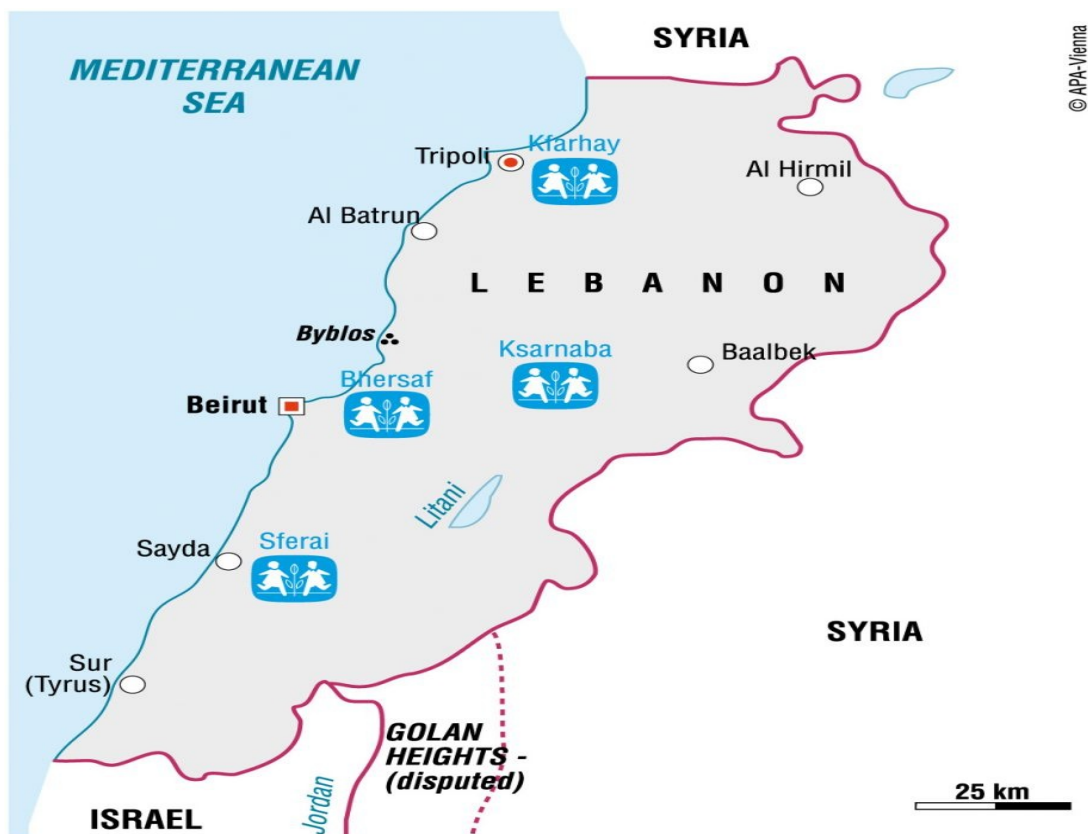 SYRIA
© APA-Vienna
MEDITERRANEAN
SEA
Tripoli
Kfarhay
Al Hirmil
Al Batrun
LEBANON
Byblos
Ksarnaba
Baalbek
Bhersaf
Beirut
Litani
Sayda
Sferai
SYRIA
Sur
(Tyrus)
GOLAN
HEIGHTS -
(disputed)
Jordan
25 km
ISRAEL